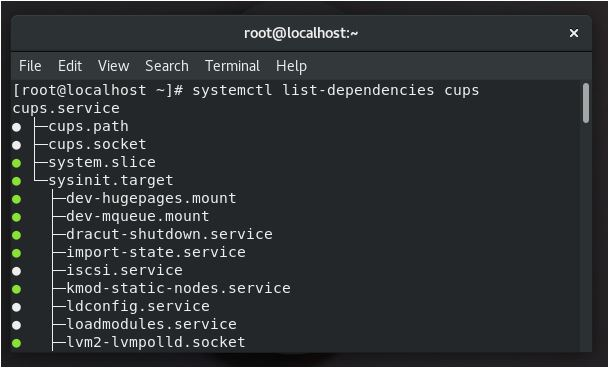 root@localhost:~ ×
File Edit View Search Terminal Help
[root@localhost ~]# systemctl list-dependencies cups
cups.service
● ├─cups.path
● ├─cups.socket
● ├─system.slice
● └─sysinit.target
●   ├─dev-hugepages.mount
●   ├─dev-mqueue.mount
●   ├─dracut-shutdown.service
●   ├─import-state.service
●   ├─iscsi.service
●   ├─kmod-static-nodes.service
●   ├─ldconfig.service
●   ├─loadmodules.service
●   ├─lvm2-lvmpolld.socket